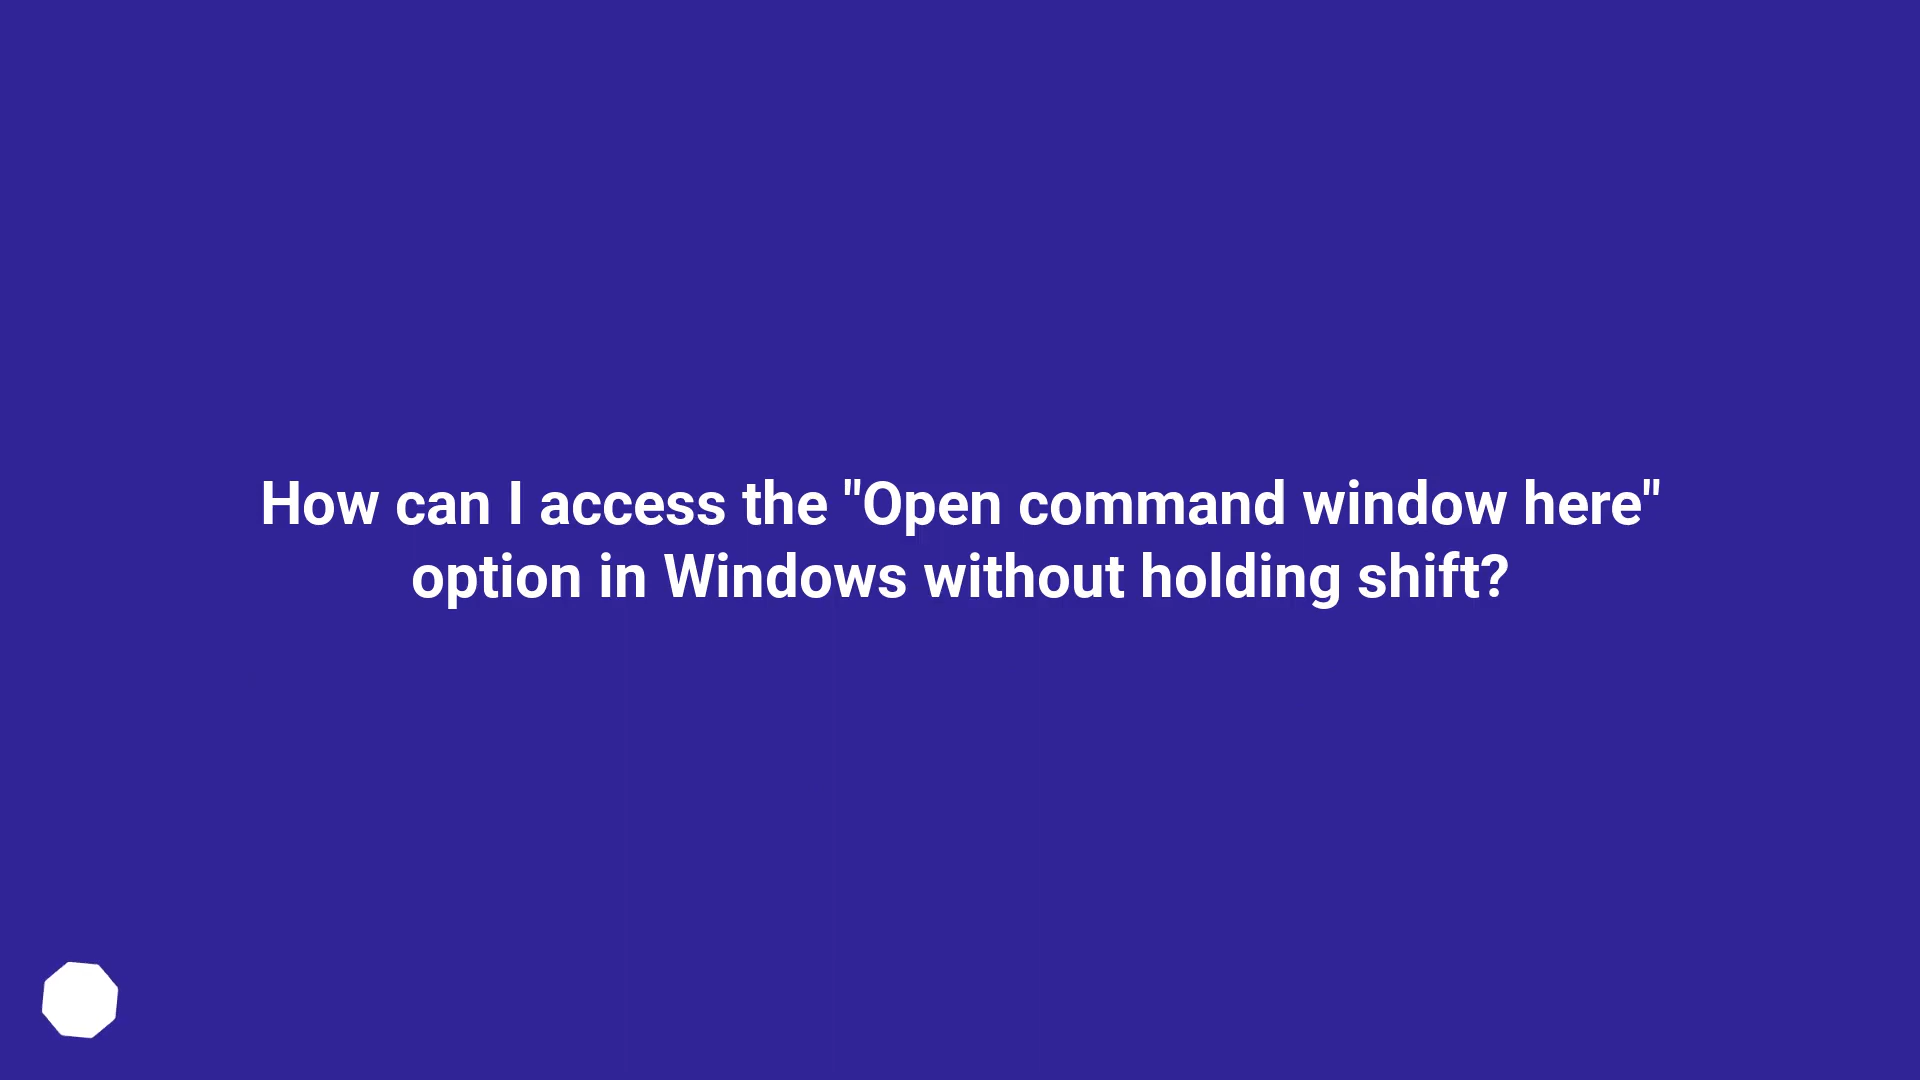 How can I access the "Open command window here"
option in Windows without holding shift?